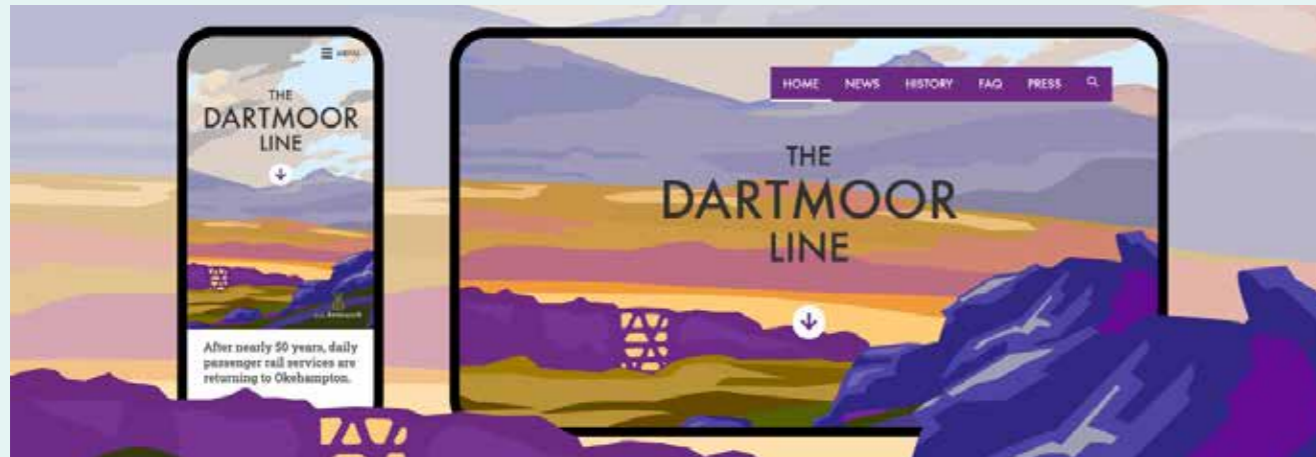 MENU
THE
DARTMOOR
LINE
After nearly 50 years, daily
passenger rail services are
returning to Okehampton.
HOME NEWS HISTORY FAQ PRESS
THE
DARTMOOR
LINE